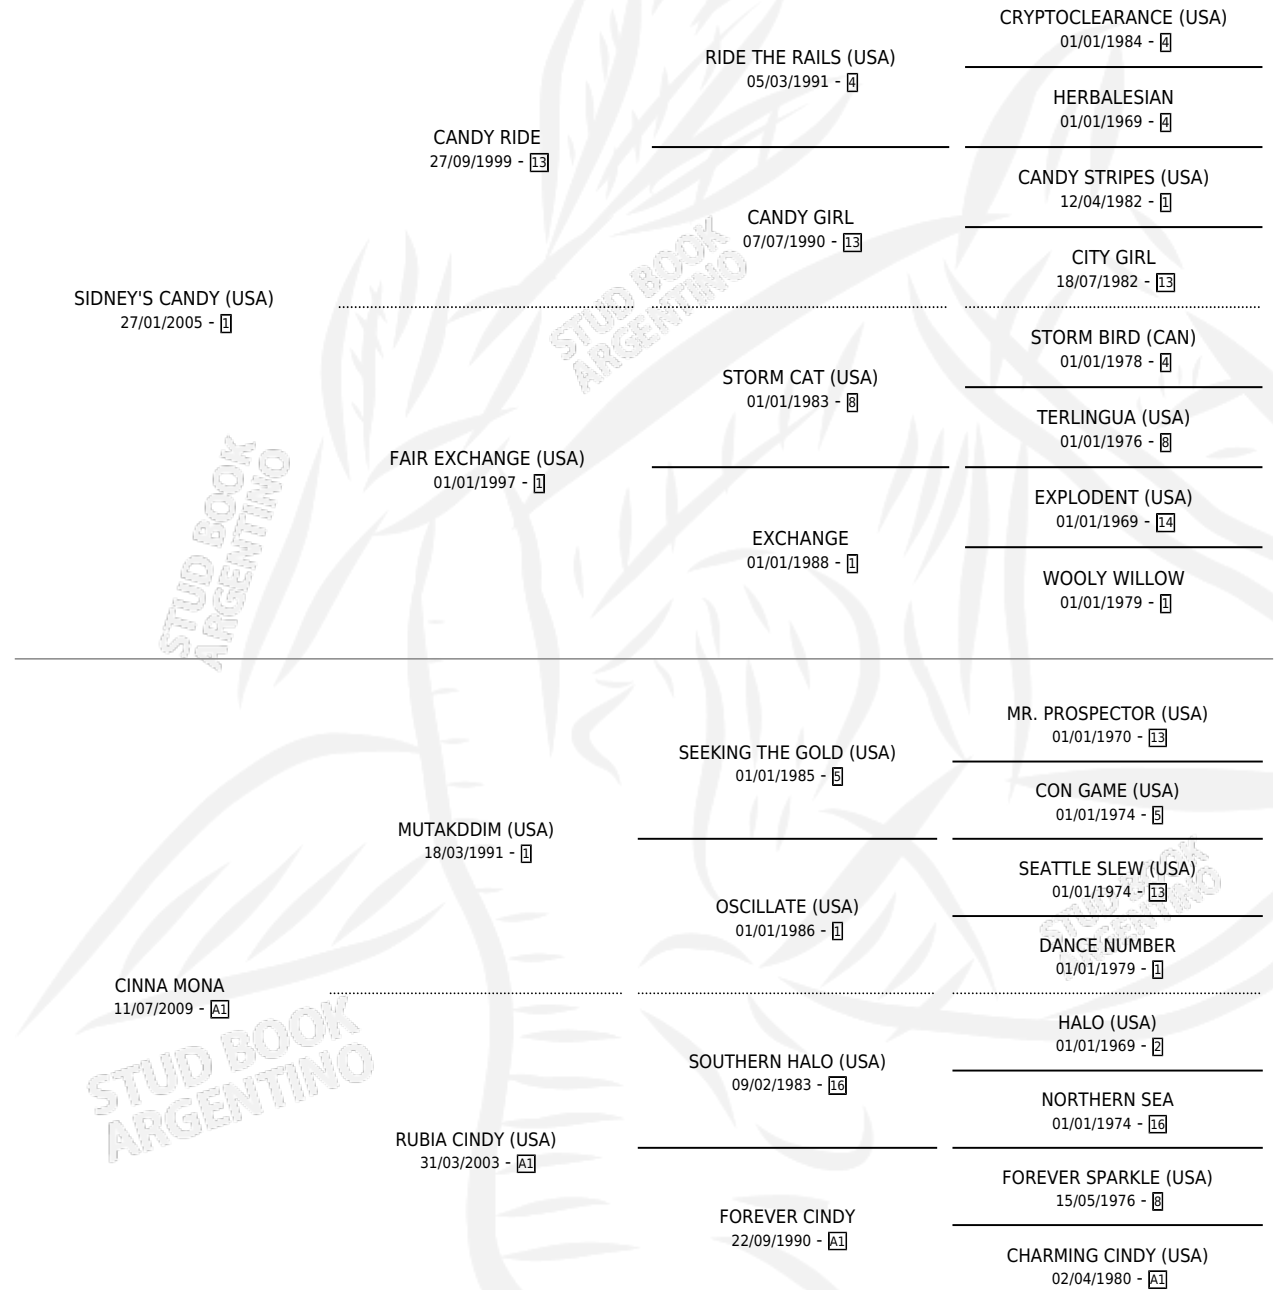 CRYPTOCLEARANCE (USA)
01/01/1984 - 4
RIDE THE RAILS (USA)
05/03/1991 - 4
HERBALESIAN
01/01/1969 - 4
CANDY RIDE
27/09/1999 - 13
CANDY STRIPES (USA)
12/04/1982 - 1
CANDY GIRL
07/07/1990 - 13
CITY GIRL
18/07/1982 - 13
SIDNEY'S CANDY (USA)
27/01/2005 - 1
STUD BOOK
ARGENTINO
STORM BIRD (CAN)
01/01/1978 - 4
STORM CAT (USA)
01/01/1983 - 8
TERLINGUA (USA)
01/01/1976 - 8
FAIR EXCHANGE (USA)
01/01/1997 - 1
EXPLODENT (USA)
01/01/1969 - 14
EXCHANGE
01/01/1988 - 1
WOOLY WILLOW
01/01/1979 - 1
STUD BOOK
ARGENTINO
MR. PROSPECTOR (USA)
01/01/1970 - 13
SEEKING THE GOLD (USA)
01/01/1985 - 5
CON GAME (USA)
01/01/1974 - 5
MUTAKDDIM (USA)
18/03/1991 - 1
SEATTLE SLEW (USA)
01/01/1974 - 13
OSCILLATE (USA)
01/01/1986 - 1
DANCE NUMBER
01/01/1979 - 1
STUD BOOK
ARGENTINO
CINNA MONA
11/07/2009 - A1
HALO (USA)
01/01/1969 - 2
SOUTHERN HALO (USA)
09/02/1983 - 16
NORTHERN SEA
01/01/1974 - 16
STUD BOOK
ARGENTINO
RUBIA CINDY (USA)
31/03/2003 - A1
FOREVER SPARKLE (USA)
15/05/1976 - 8
FOREVER CINDY
22/09/1990 - A1
CHARMING CINDY (USA)
02/04/1980 - A1